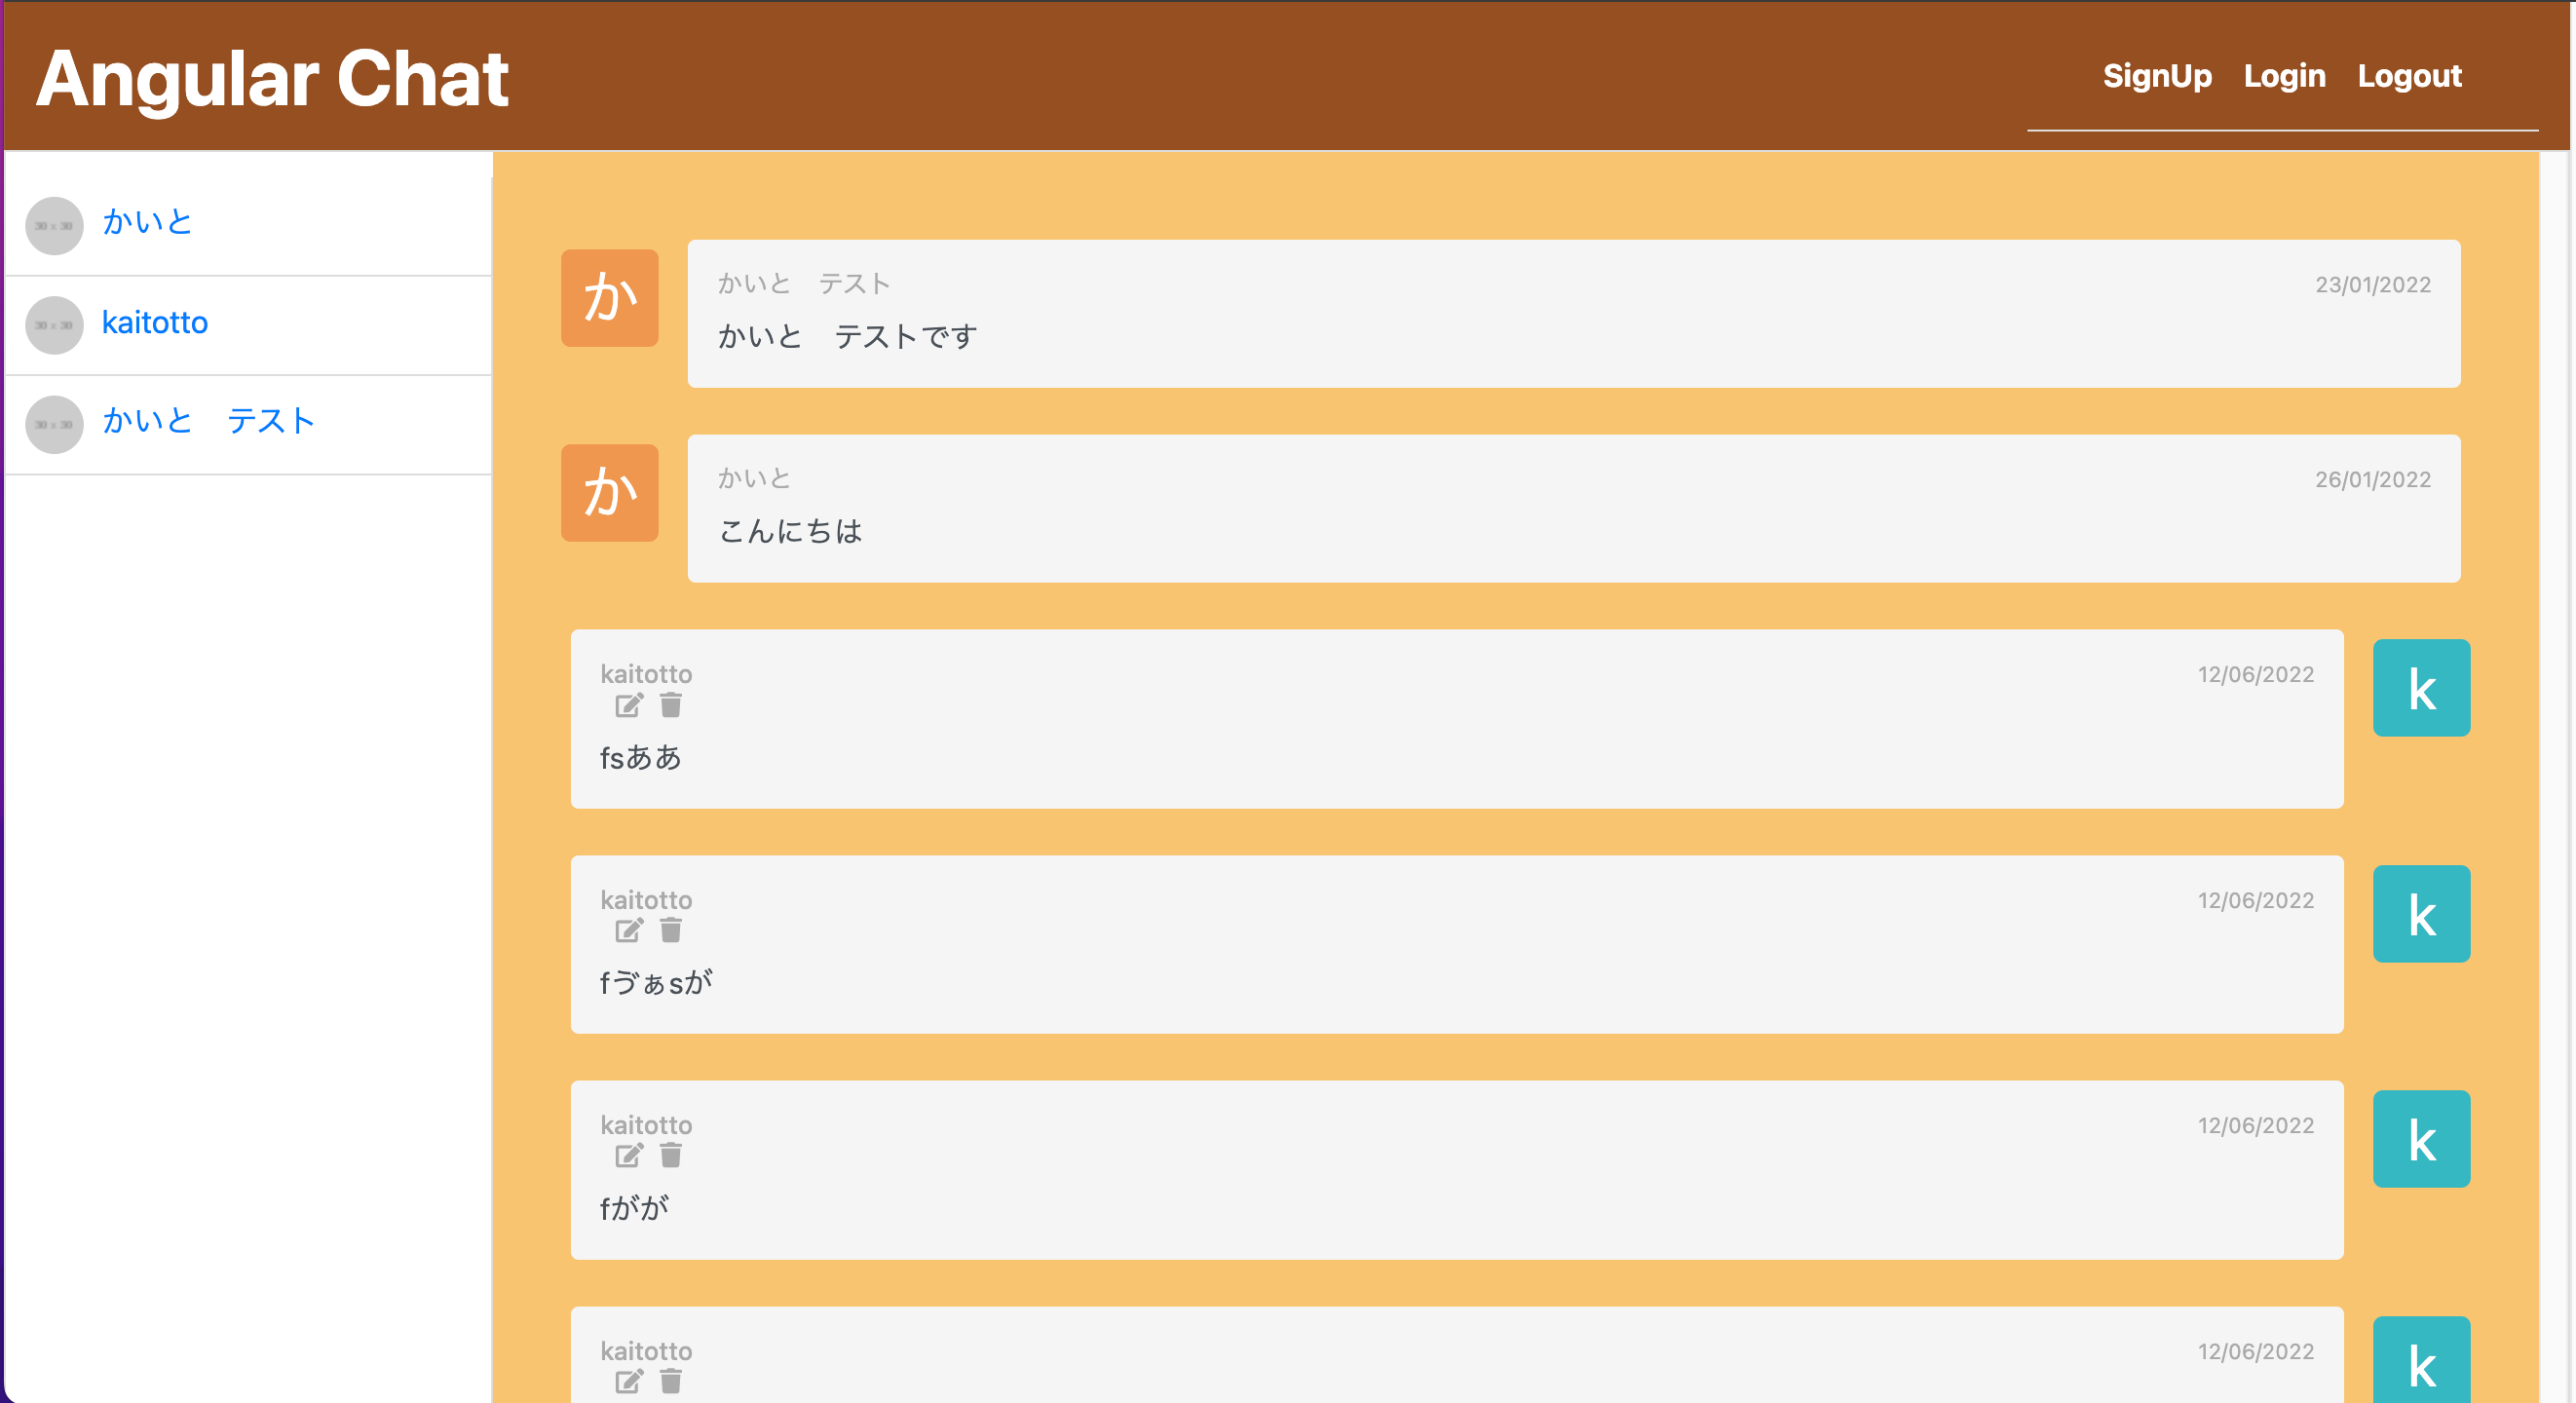 Angular Chat
SignUp Login Logout
30 x 30 かいと
30 x 30 kaitotto
30 x 30 かいと　テスト
か
かいと　テスト 23/01/2022
かいと　テストです
か
かいと 26/01/2022
こんにちは
kaitotto 12/06/2022
k
fsああ
kaitotto 12/06/2022
k
fゔぁsが
kaitotto 12/06/2022
k
fがが
kaitotto 12/06/2022
k